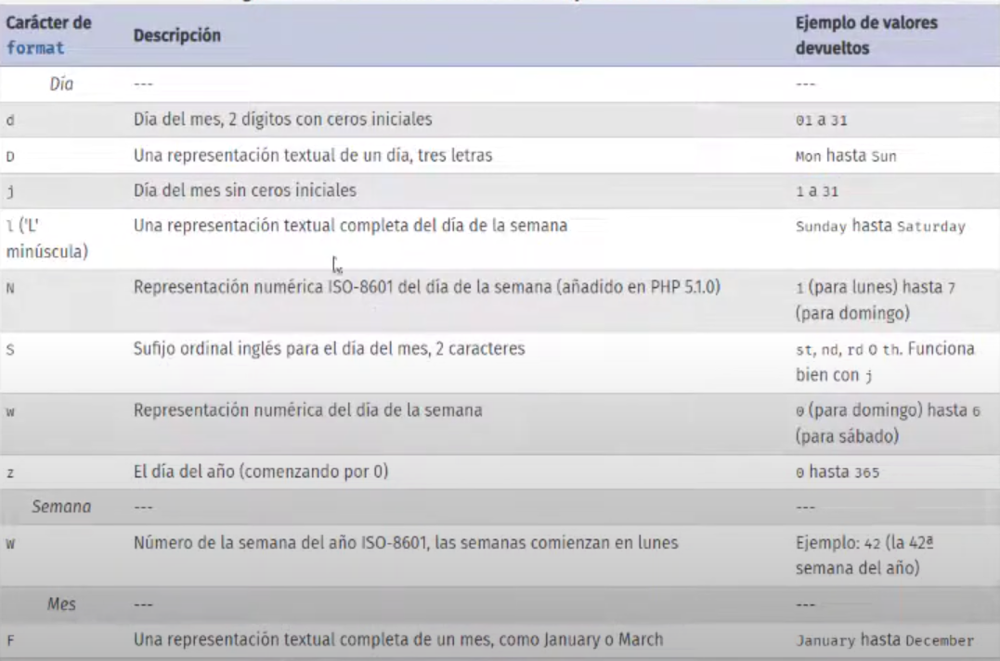 Carácter de
format
Descripción
Ejemplo de valores
devueltos
Día --- ---
d Día del mes, 2 dígitos con ceros iniciales 01 a 31
D Una representación textual de un día, tres letras Mon hasta Sun
j Día del mes sin ceros iniciales 1 a 31
l ('L' Una representación textual completa del día de la semana Sunday hasta Saturday
minúscula)
N Representación numérica ISO-8601 del día de la semana (añadido en PHP 5.1.0) 1 (para lunes) hasta 7
(para domingo)
S Sufijo ordinal inglés para el día del mes, 2 caracteres st, nd, rd o th. Funciona
bien con j
w Representación numérica del día de la semana 0 (para domingo) hasta 6
(para sábado)
z El día del año (comenzando por 0) 0 hasta 365
Semana --- ---
W Número de la semana del año ISO-8601, las semanas comienzan en lunes Ejemplo: 42 (la 42ª
semana del año)
Mes --- ---
F Una representación textual completa de un mes, como January o March January hasta December